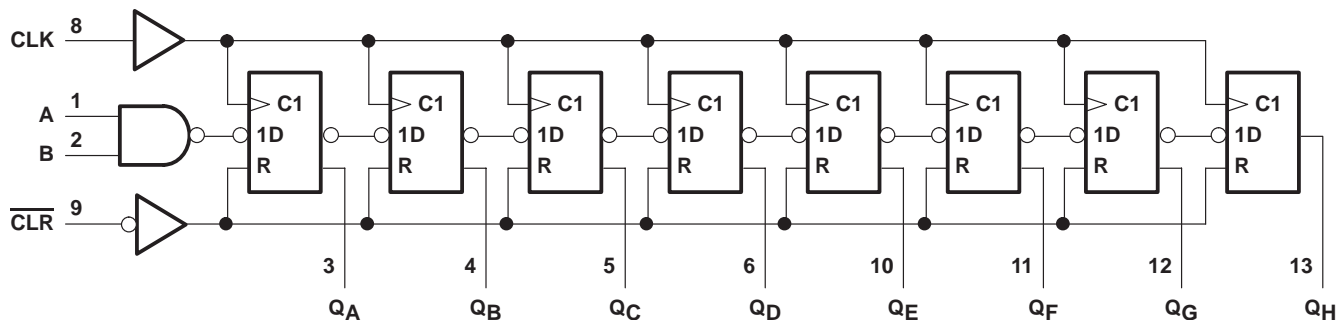 CLK 8
C1 C1 C1 C1 C1 C1 C1 C1
A 1
1D 1D 1D 1D 1D 1D 1D 1D
B 2
R R R R R R R R
CLR 9
3 4 5 6 10 11 12 13
QA QB QC QD QE QF QG QH